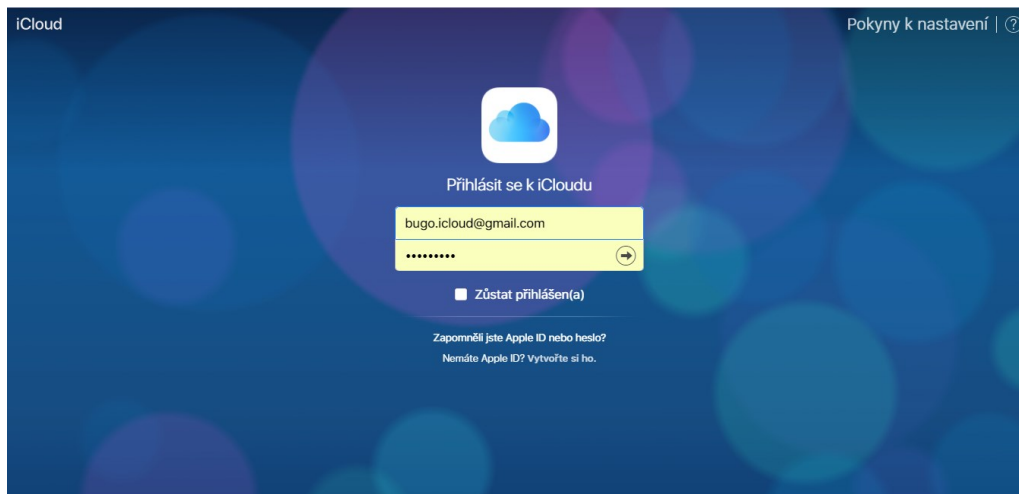 iCloud
Pokyny k nastavení | ?
Přihlásit se k iCloudu
bugo.icloud@gmail.com
•••••••••
Zůstat přihlášen(a)
Zapomněli jste Apple ID nebo heslo?
Nemáte Apple ID? Vytvořte si ho.